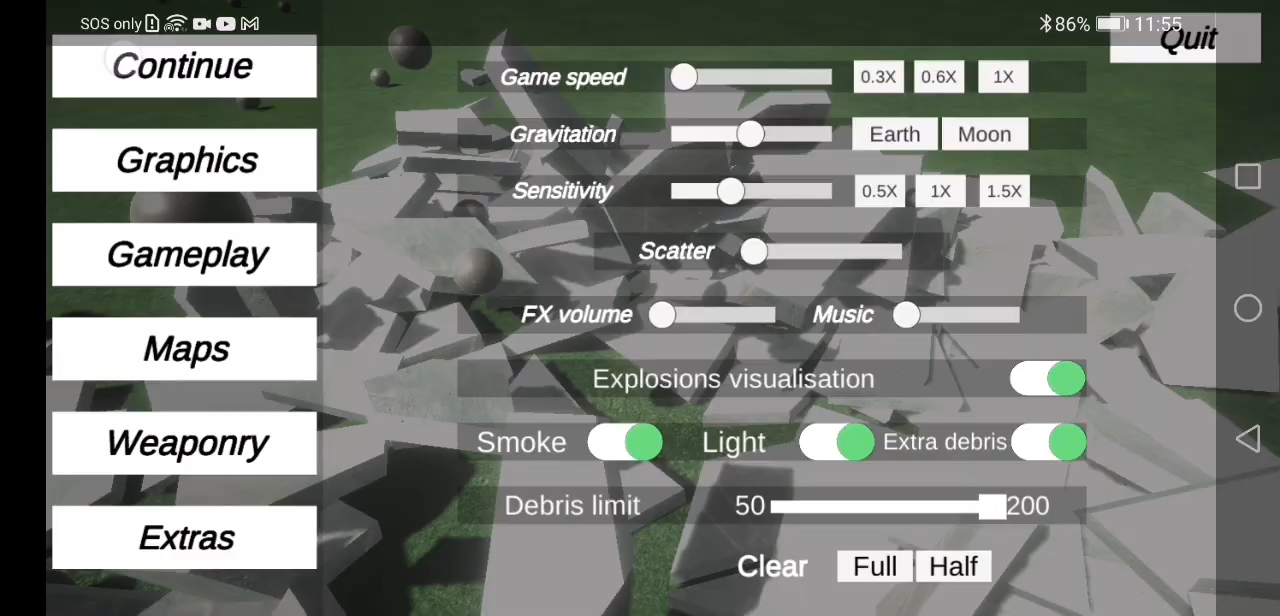 SOS only 86% 11:55
Quit
Continue
Graphics
Gameplay
Maps
Weaponry
Extras
Game speed 0.3X 0.6X 1X
Gravitation Earth Moon
Sensitivity 0.5X 1X 1.5X
Scatter
FX volume Music
Explosions visualisation
Smoke Light Extra debris
Debris limit 50 200
Clear Full Half